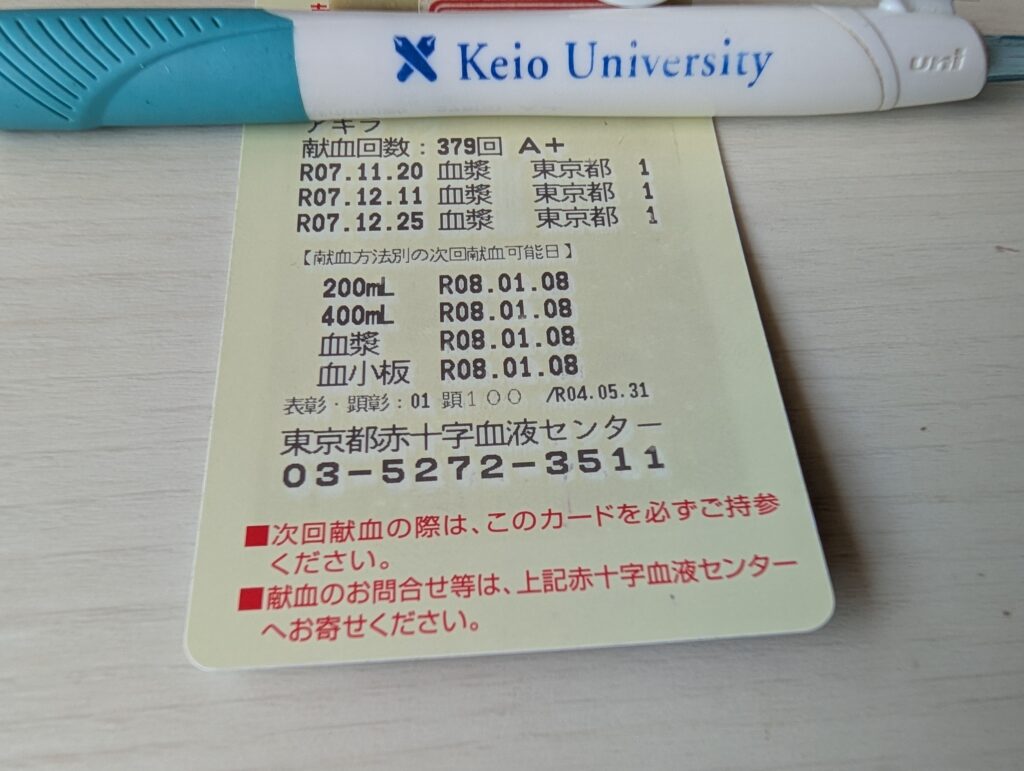 Keio University
uni
アキラ
献血回数：379回 A+
R07.11.20 血漿 東京都 1
R07.12.11 血漿 東京都 1
R07.12.25 血漿 東京都 1
【献血方法別の次回献血可能日】
200mL R08.01.08
400mL R08.01.08
血漿 R08.01.08
血小板 R08.01.08
表彰・顕彰：01 顕１００ /R04.05.31
東京都赤十字血液センター
03-5272-3511
■次回献血の際は、このカードを必ずご持参
ください。
■献血のお問合せ等は、上記赤十字血液センター
へお寄せください。